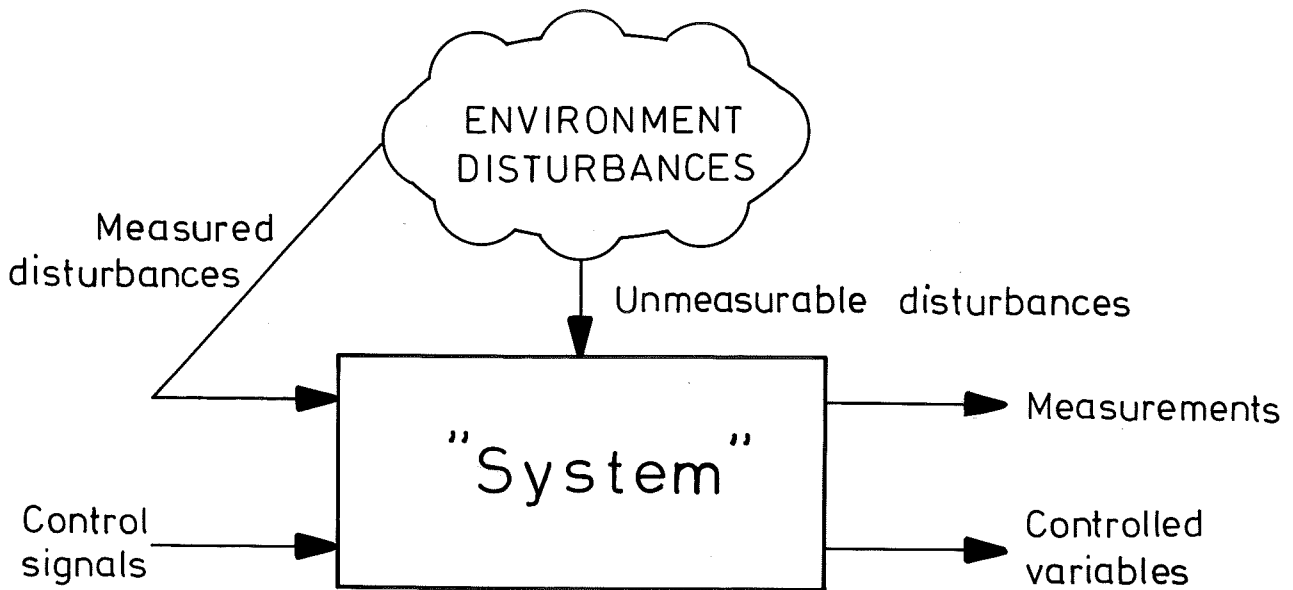 ENVIRONMENT
DISTURBANCES
Measured
disturbances
Unmeasurable disturbances
"System"
Measurements
Control
signals
Controlled
variables